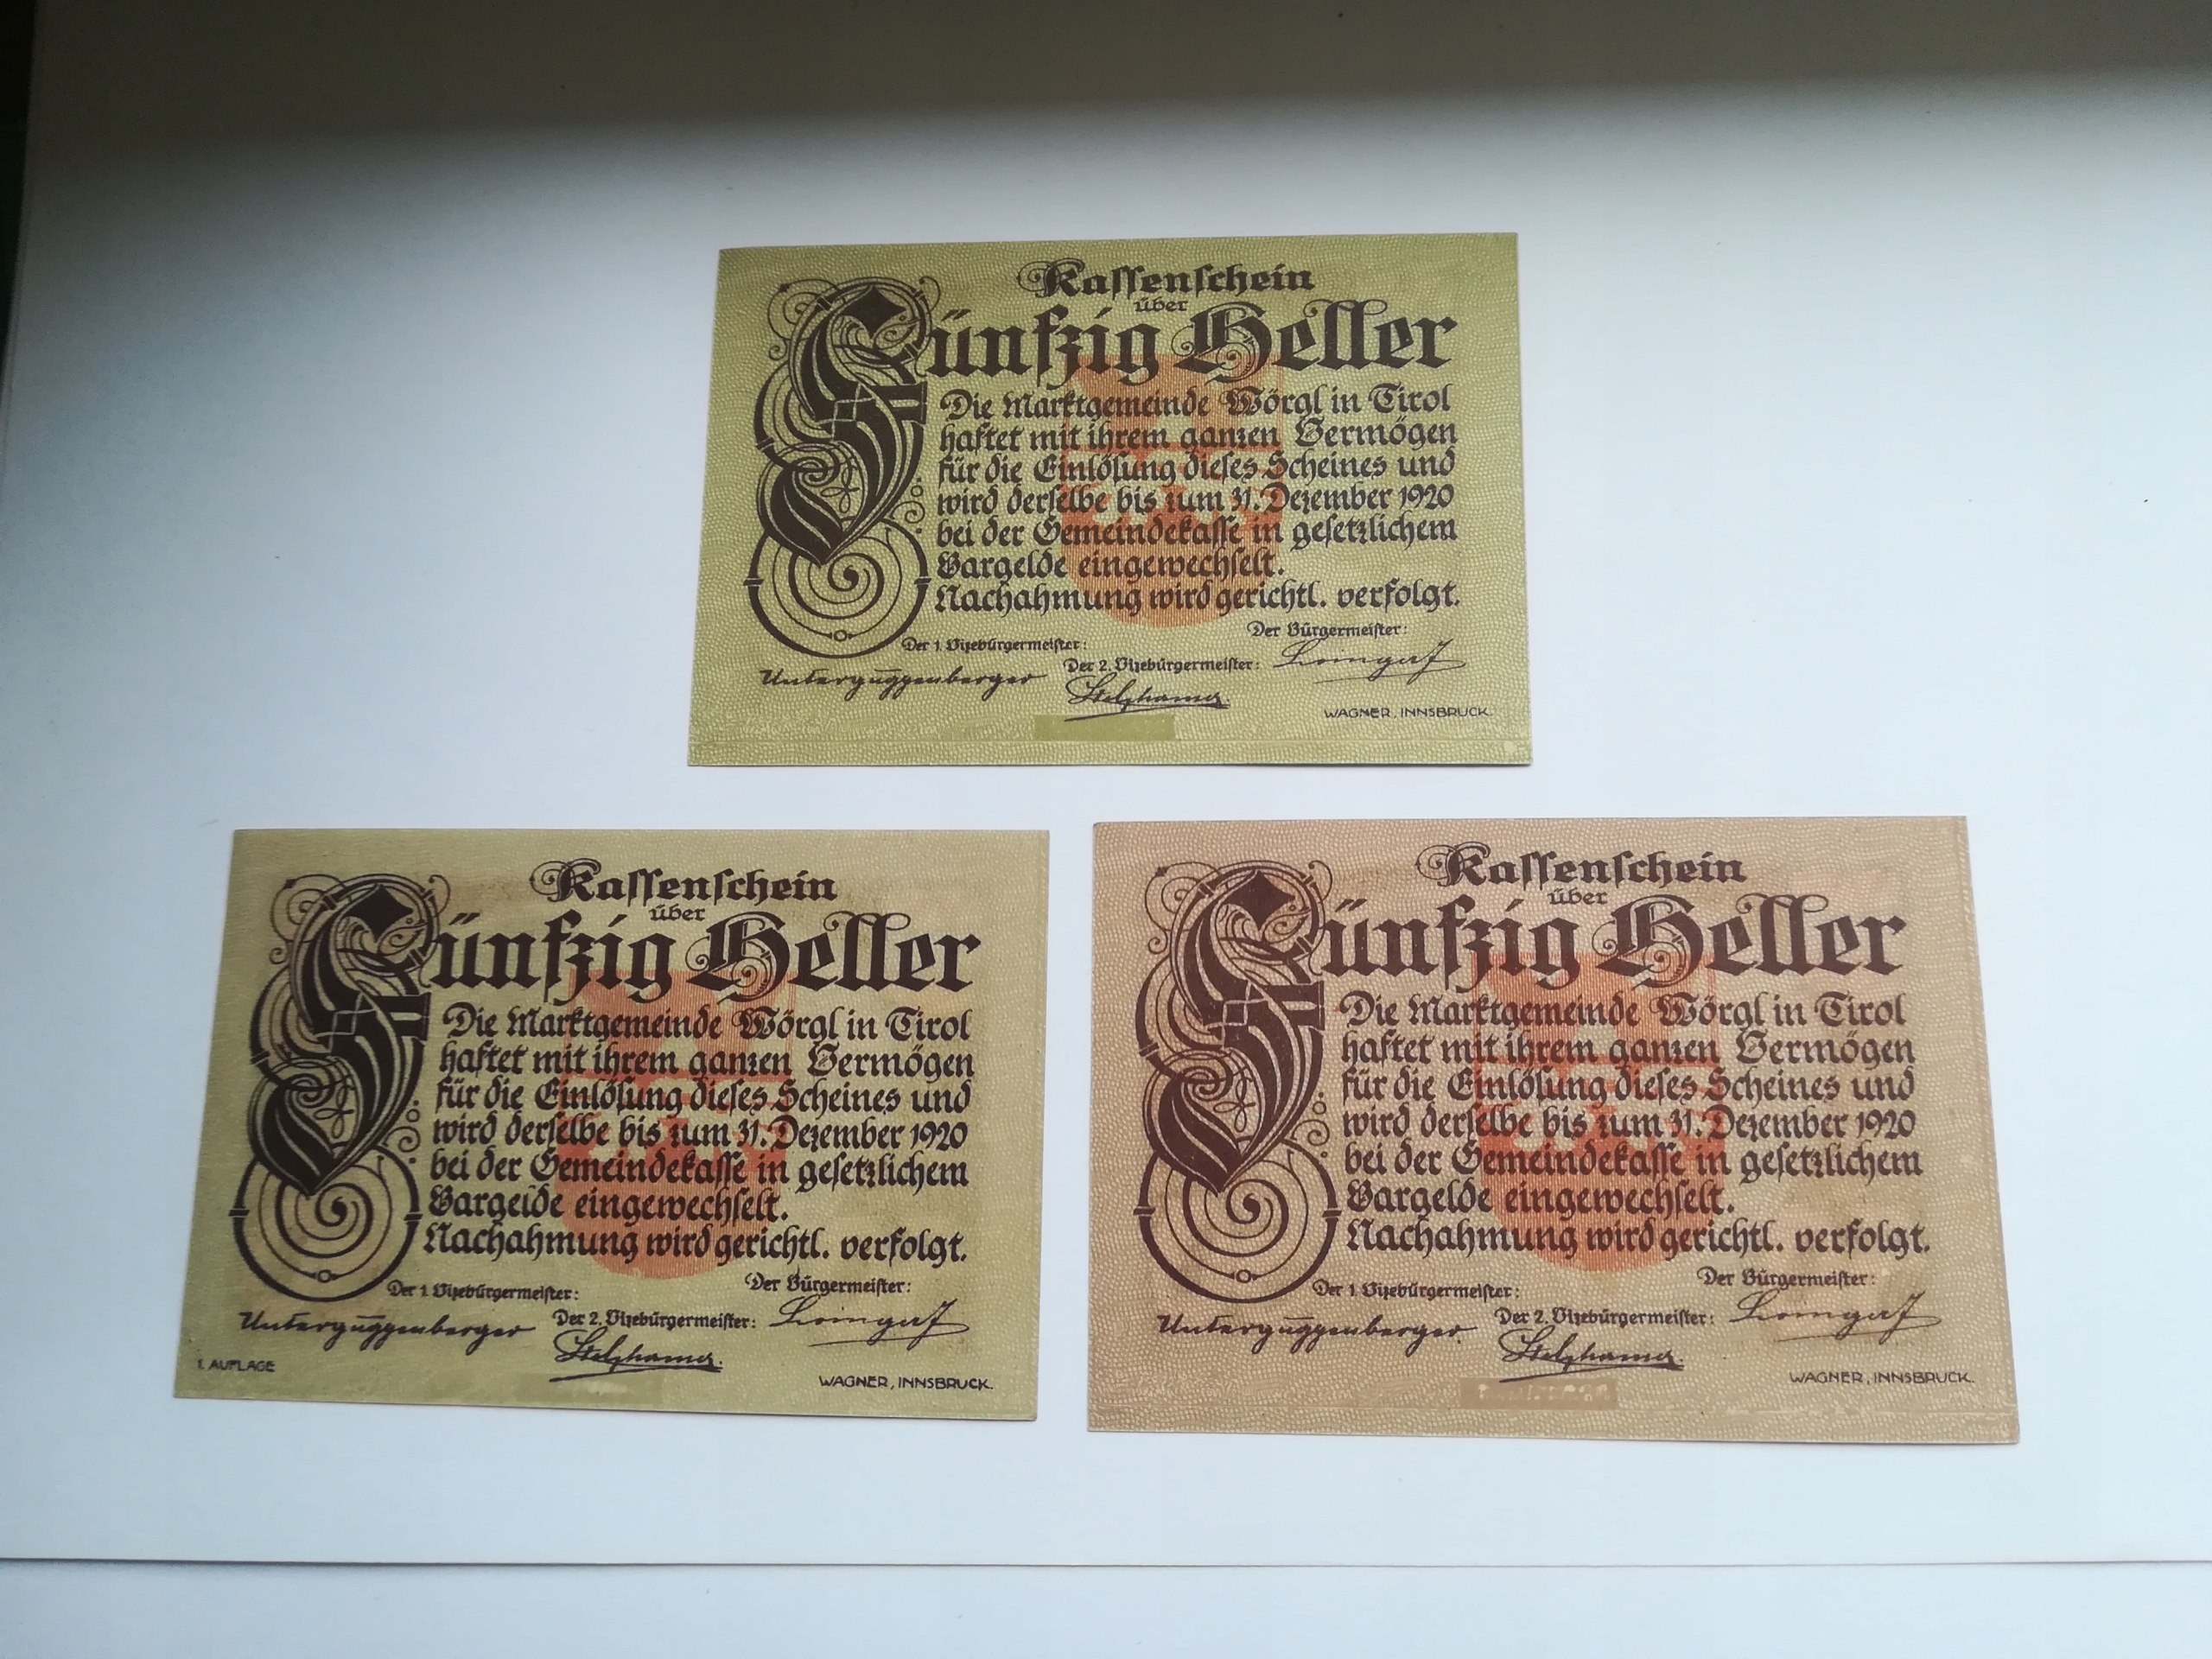 Kassenschein
über
Fünfzig Heller
Die Marktgemeinde Wörgl in Tirol
haftet mit ihrem ganzen Vermögen
für die Einlösung dieses Scheines und
wird derselbe bis zum 31. Dezember 1920
bei der Gemeindekasse in gesetzlichem
Bargelde eingewechselt.
Nachahmung wird gerichtl. verfolgt.
Der Bürgermeister:
Der 1. Vizebürgermeister:
Der 2. Vizebürgermeister:
Unterguggenberger
Stelzhamer
WAGNER, INNSBRUCK.
Kassenschein
über
Fünfzig Heller
Die Marktgemeinde Wörgl in Tirol
haftet mit ihrem ganzen Vermögen
für die Einlösung dieses Scheines und
wird derselbe bis zum 31. Dezember 1920
bei der Gemeindekasse in gesetzlichem
Bargelde eingewechselt.
Nachahmung wird gerichtl. verfolgt.
Der Bürgermeister:
Der 1. Vizebürgermeister:
Der 2. Vizebürgermeister:
Unterguggenberger
Stelzhamer
1. AUFLAGE
WAGNER, INNSBRUCK.
Kassenschein
über
Fünfzig Heller
Die Marktgemeinde Wörgl in Tirol
haftet mit ihrem ganzen Vermögen
für die Einlösung dieses Scheines und
wird derselbe bis zum 31. Dezember 1920
bei der Gemeindekasse in gesetzlichem
Bargelde eingewechselt.
Nachahmung wird gerichtl. verfolgt.
Der Bürgermeister:
Der 1. Vizebürgermeister:
Der 2. Vizebürgermeister:
Unterguggenberger
Stelzhamer
WAGNER, INNSBRUCK.